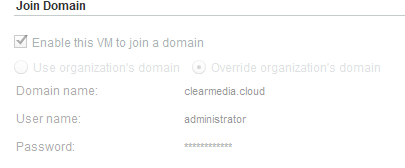 Join Domain
Enable this VM to join a domain
Use organization's domain Override organization's domain
Domain name: clearmedia.cloud
User name: administrator
Password: ************